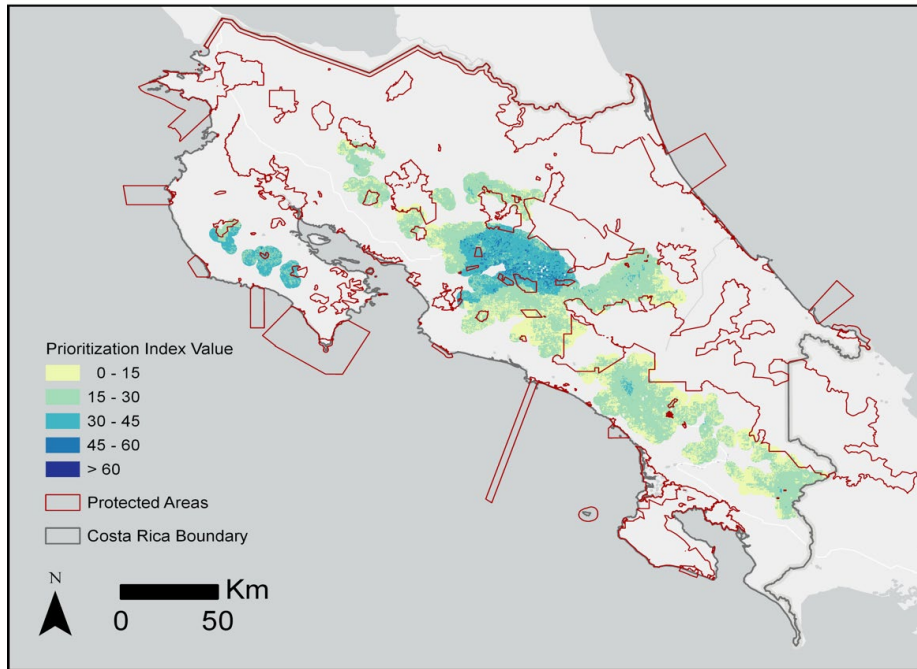 Prioritization Index Value
0 - 15
15 - 30
30 - 45
45 - 60
> 60
Protected Areas
Costa Rica Boundary
N
Km
0 50